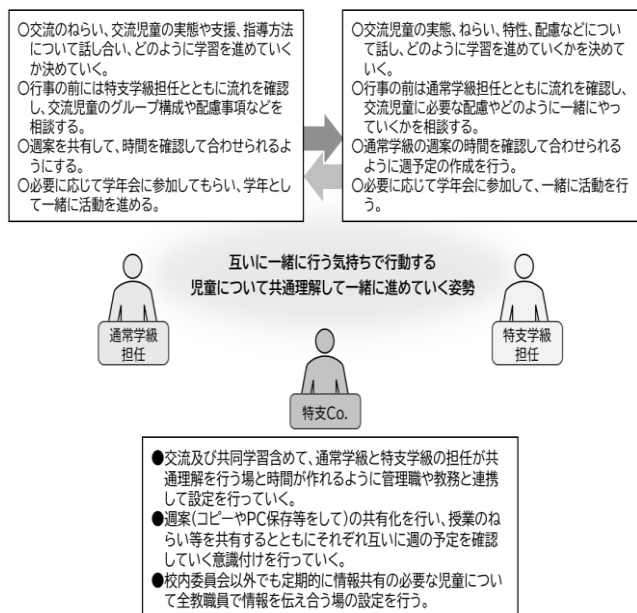 ○交流のねらい、交流児童の実態や支援、指導方法
について話し合い、どのように学習を進めていく
か決めていく。
○行事の前には特支学級担任とともに流れを確認
し、交流児童のグループ構成や配慮事項などを
相談する。
○週案を共有して、時間を確認して合わせられるよ
うにする。
○必要に応じて学年会に参加してもらい、学年とし
て一緒に活動を進める。
○交流児童の実態、ねらい、特性、配慮などについ
て話し、どのように学習を進めていくかを決め
ていく。
○行事の前は通常学級担任とともに流れを確認し、
交流児童に必要な配慮やどのように一緒にやっ
ていくかを相談する。
○通常学級の週案の時間を確認して合わせられる
ように週予定の作成を行う。
○必要に応じて学年会に参加して、一緒に活動を行
う。
互いに一緒に行う気持ちで行動する
児童について共通理解して一緒に進めていく姿勢
通常学級
担任
特支学級
担任
特支Co.
●交流及び共同学習含めて、通常学級と特支学級の担任が共
通理解を行う場と時間が作れるように管理職や教務と連携
して設定を行っていく。
●週案(コピーやPC保存等をして)の共有化を行い、授業のね
らい等を共有するとともにそれぞれ互いに週の予定を確認
していく意識付けを行っていく。
●校内委員会以外でも定期的に情報共有の必要な児童につい
て全教職員で情報を伝え合う場の設定を行う。